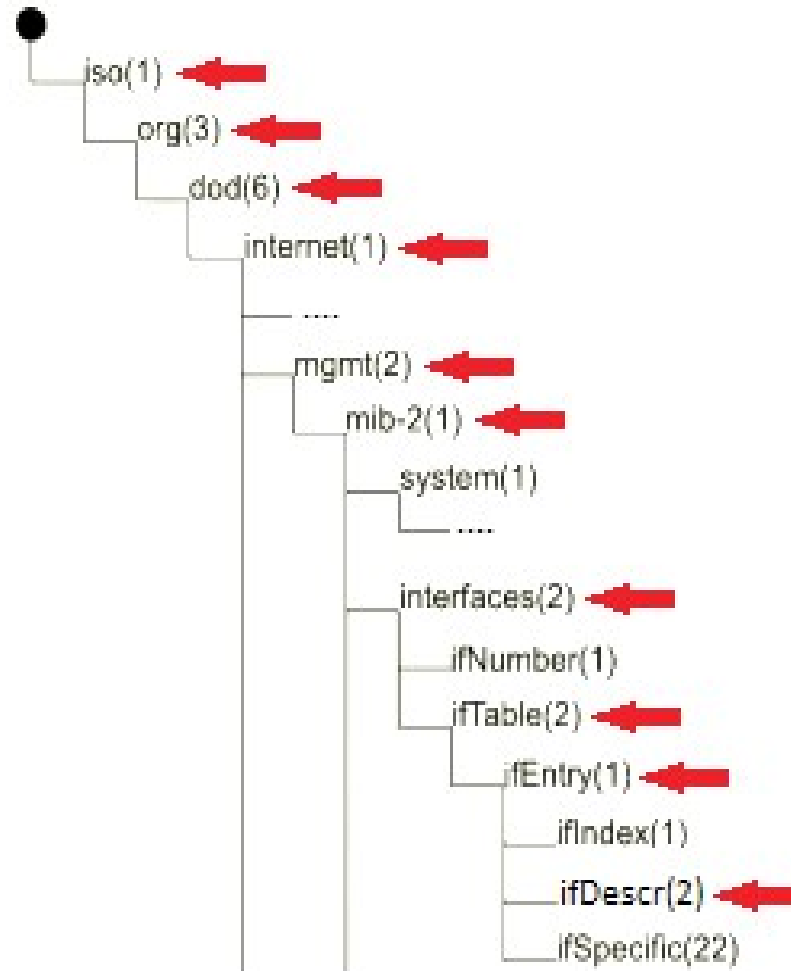 iso(1)
org(3)
dod(6)
internet(1)
....
mgmt(2)
mib-2(1)
system(1)
....
interfaces(2)
ifNumber(1)
ifTable(2)
ifEntry(1)
ifIndex(1)
ifDescr(2)
ifSpecific(22)